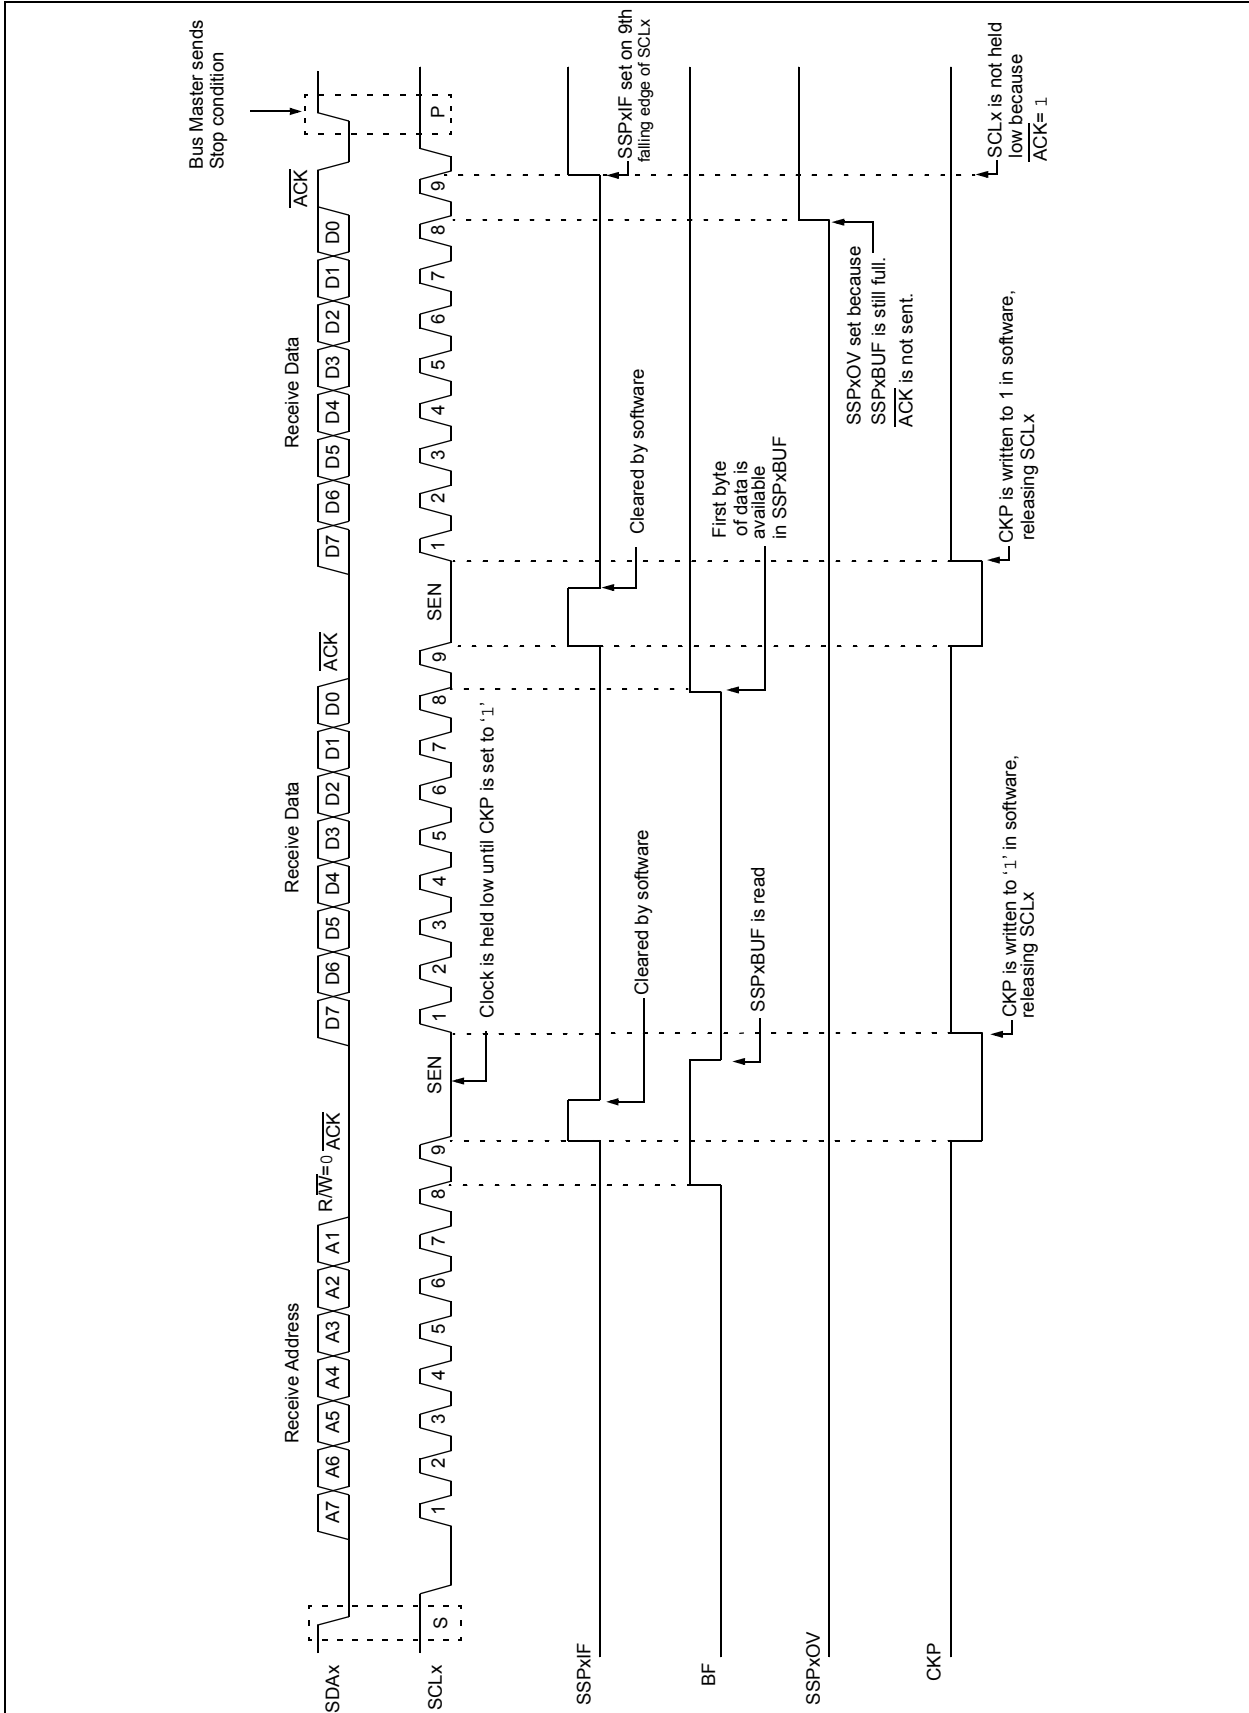 Bus Master sends
Stop condition
Receive Address
Receive Data
Receive Data
R/W=0
ACK
ACK
ACK
SDAx
A7
A6
A5
A4
A3
A2
A1
D7
D6
D5
D4
D3
D2
D1
D0
D7
D6
D5
D4
D3
D2
D1
D0
SCLx
S
1
2
3
4
5
6
7
8
9
SEN
1
2
3
4
5
6
7
8
9
SEN
1
2
3
4
5
6
7
8
9
P
Clock is held low until CKP is set to ‘1’
SSPxIF
Cleared by software
Cleared by software
SSPxIF set on 9th
falling edge of SCLx
BF
SSPxBUF is read
First byte
of data is
available
in SSPxBUF
SSPxOV
SSPxOV set because
SSPxBUF is still full.
ACK is not sent.
CKP
CKP is written to ‘1’ in software,
releasing SCLx
CKP is written to 1 in software,
releasing SCLx
SCLx is not held
low because
ACK= 1